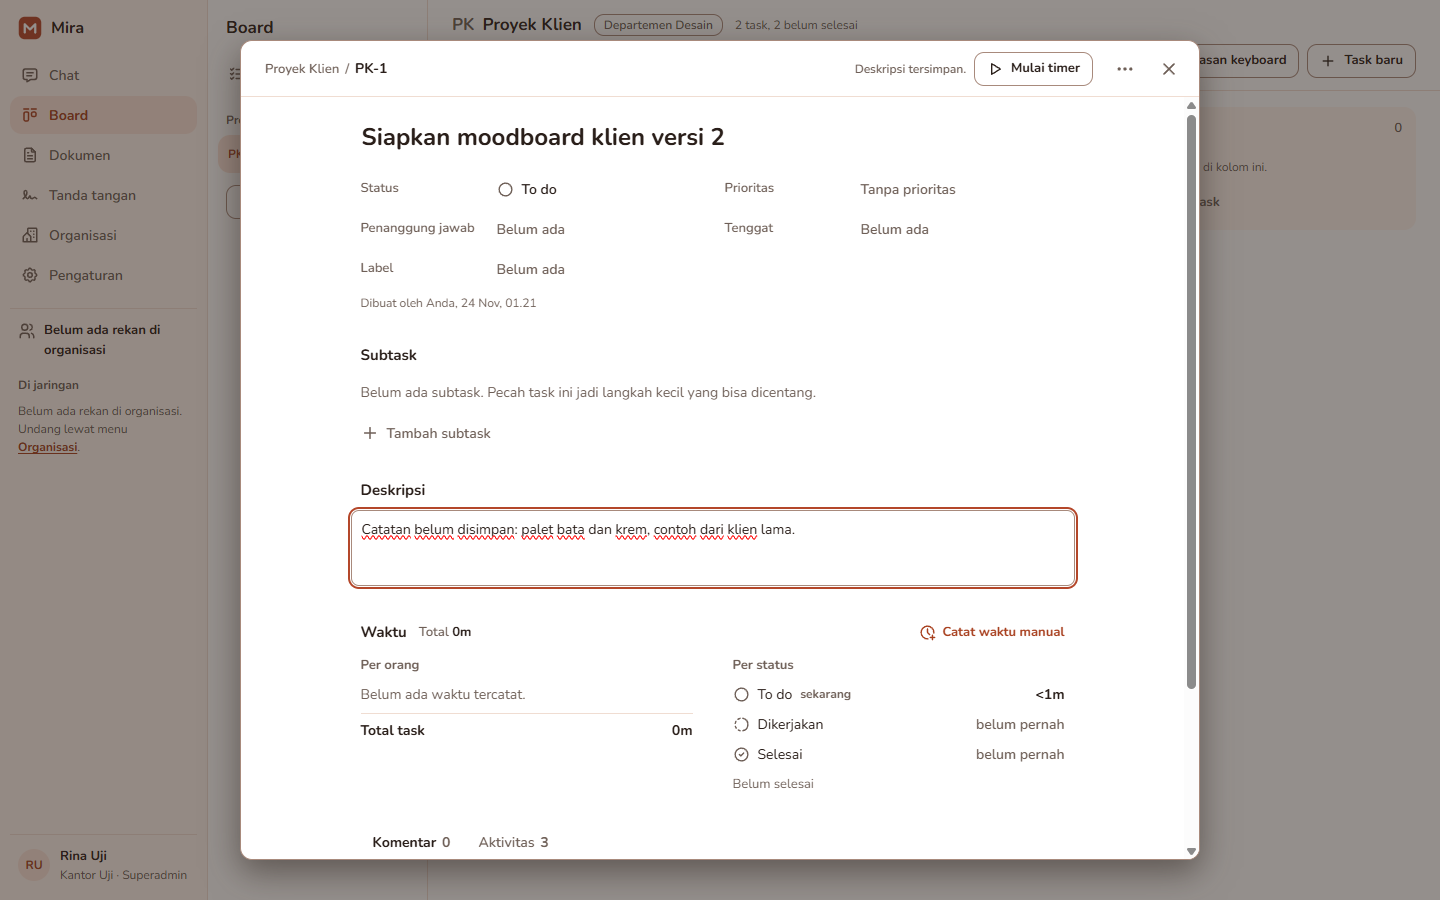 Mira
Chat
Board
Dokumen
Tanda tangan
Organisasi
Pengaturan
Belum ada rekan di
organisasi
Di jaringan
Belum ada rekan di organisasi.
Undang lewat menu
Organisasi.
RU
Rina Uji
Kantor Uji · Superadmin
Board
PK Proyek Klien
Departemen Desain
2 task, 2 belum selesai
asan keyboard
Task baru
0
di kolom ini.
ask
Proyek Klien / PK-1
Deskripsi tersimpan.
Mulai timer
Siapkan moodboard klien versi 2
Status
To do
Prioritas
Tanpa prioritas
Penanggung jawab
Belum ada
Tenggat
Belum ada
Label
Belum ada
Dibuat oleh Anda, 24 Nov, 01.21
Subtask
Belum ada subtask. Pecah task ini jadi langkah kecil yang bisa dicentang.
Tambah subtask
Deskripsi
Catatan belum disimpan: palet bata dan krem, contoh dari klien lama.
Waktu Total 0m
Catat waktu manual
Per orang
Belum ada waktu tercatat.
Total task 0m
Per status
To do sekarang <1m
Dikerjakan belum pernah
Selesai belum pernah
Belum selesai
Komentar 0
Aktivitas 3